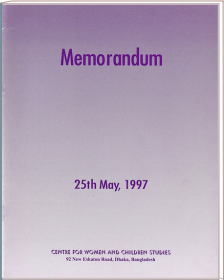 Memorandum
25th May, 1997
CENTRE FOR WOMEN AND CHILDREN STUDIES
92 New Eskaton Road, Dhaka, Bangladesh